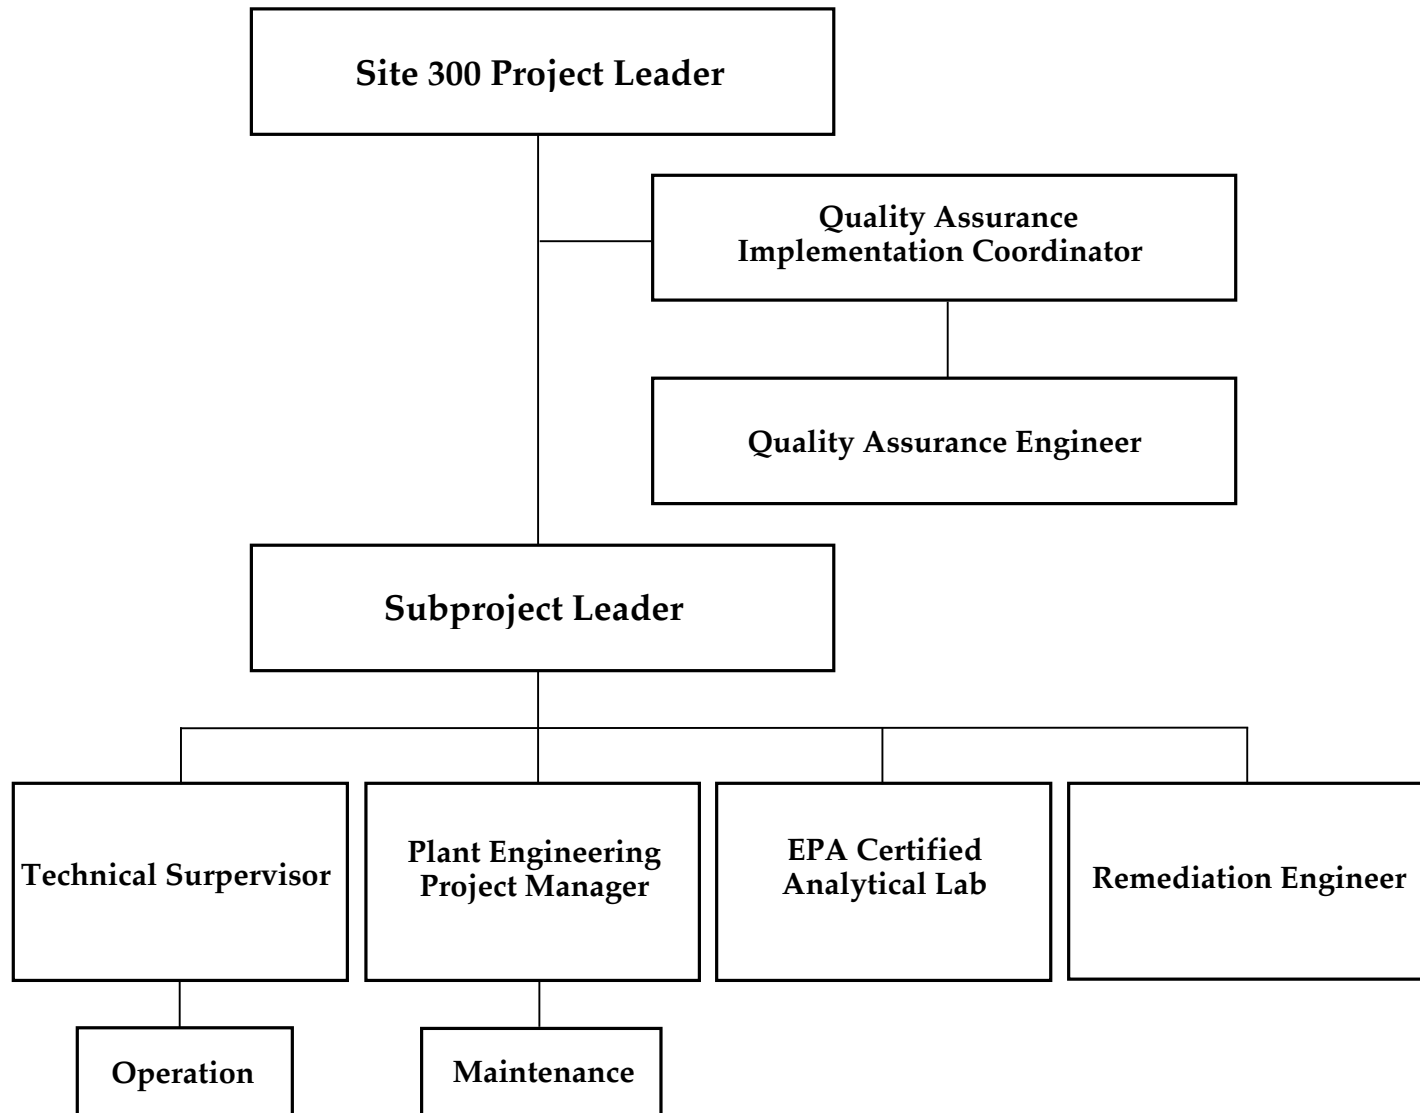 Site 300 Project Leader
Quality Assurance
Implementation Coordinator
Quality Assurance Engineer
Subproject Leader
Technical Surpervisor
Plant Engineering
Project Manager
EPA Certified
Analytical Lab
Remediation Engineer
Operation
Maintenance